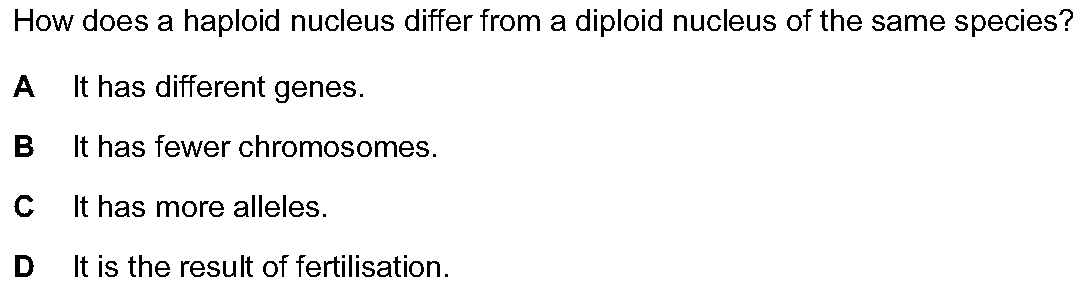 How does a haploid nucleus differ from a diploid nucleus of the same species?
A It has different genes.
B It has fewer chromosomes.
C It has more alleles.
D It is the result of fertilisation.